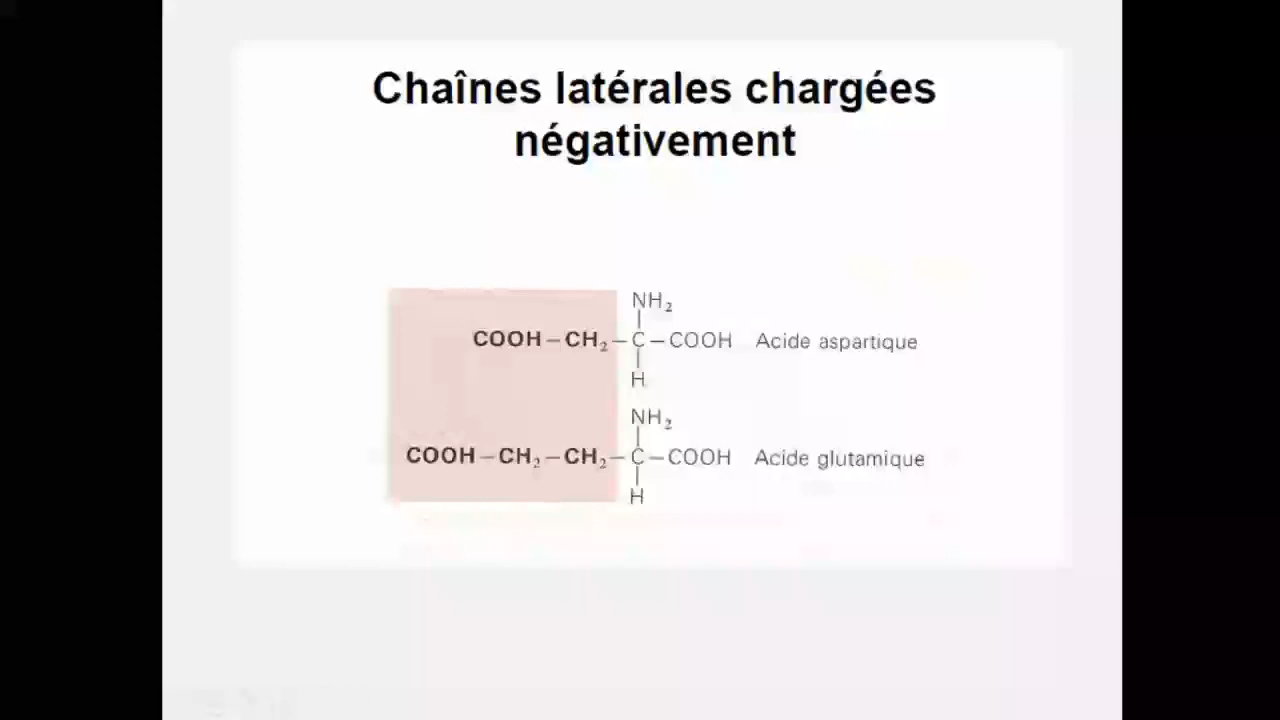 Chaînes latérales chargées
négativement
NH₂
COOH–CH₂–C–COOH Acide aspartique
H
NH₂
COOH–CH₂–CH₂–C–COOH Acide glutamique
H